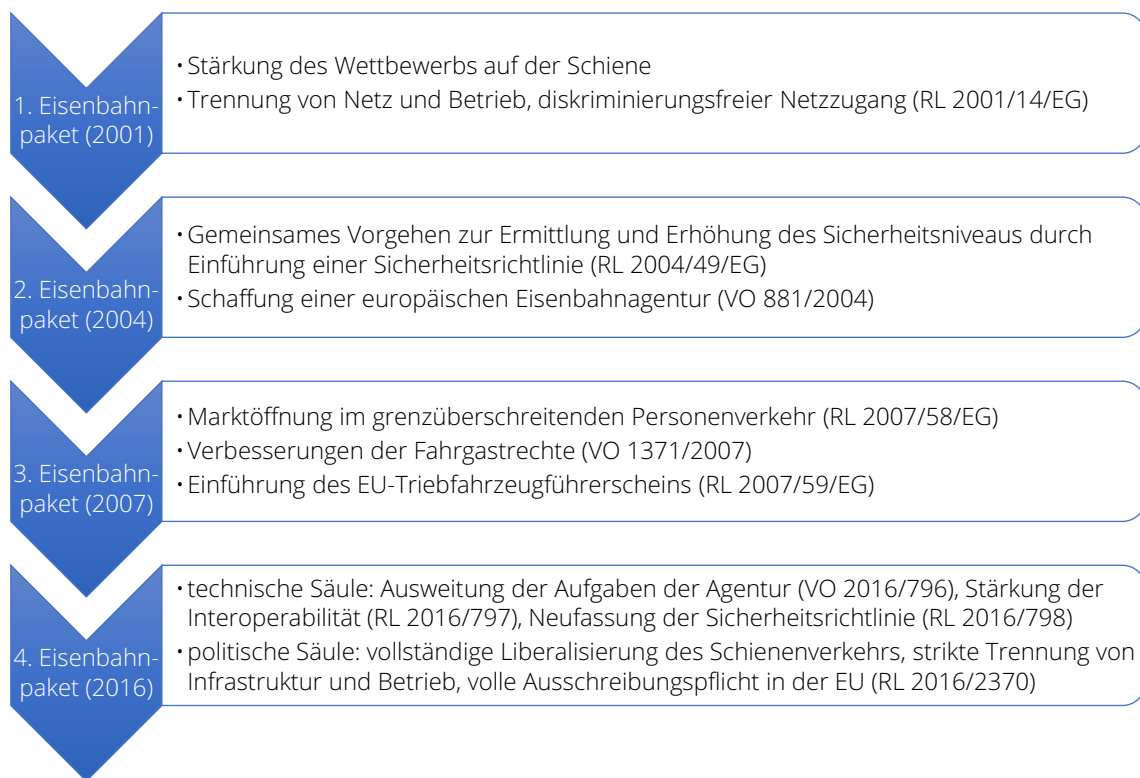 1. Eisenbahn-
paket (2001)
• Stärkung des Wettbewerbs auf der Schiene
• Trennung von Netz und Betrieb, diskriminierungsfreier Netzzugang (RL 2001/14/EG)
2. Eisenbahn-
paket (2004)
• Gemeinsames Vorgehen zur Ermittlung und Erhöhung des Sicherheitsniveaus durch
Einführung einer Sicherheitsrichtlinie (RL 2004/49/EG)
• Schaffung einer europäischen Eisenbahnagentur (VO 881/2004)
3. Eisenbahn-
paket (2007)
• Marktöffnung im grenzüberschreitenden Personenverkehr (RL 2007/58/EG)
• Verbesserungen der Fahrgastrechte (VO 1371/2007)
• Einführung des EU-Triebfahrzeugführerscheins (RL 2007/59/EG)
4. Eisenbahn-
paket (2016)
• technische Säule: Ausweitung der Aufgaben der Agentur (VO 2016/796), Stärkung der
Interoperabilität (RL 2016/797), Neufassung der Sicherheitsrichtlinie (RL 2016/798)
• politische Säule: vollständige Liberalisierung des Schienenverkehrs, strikte Trennung von
Infrastruktur und Betrieb, volle Ausschreibungspflicht in der EU (RL 2016/2370)